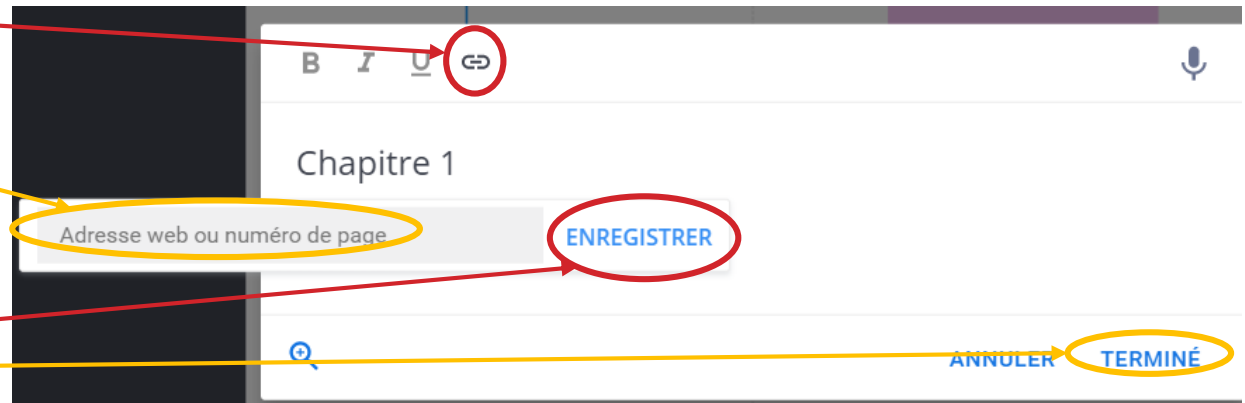 B I U
Chapitre 1
Adresse web ou numéro de page
ENREGISTRER
ANNULER TERMINÉ